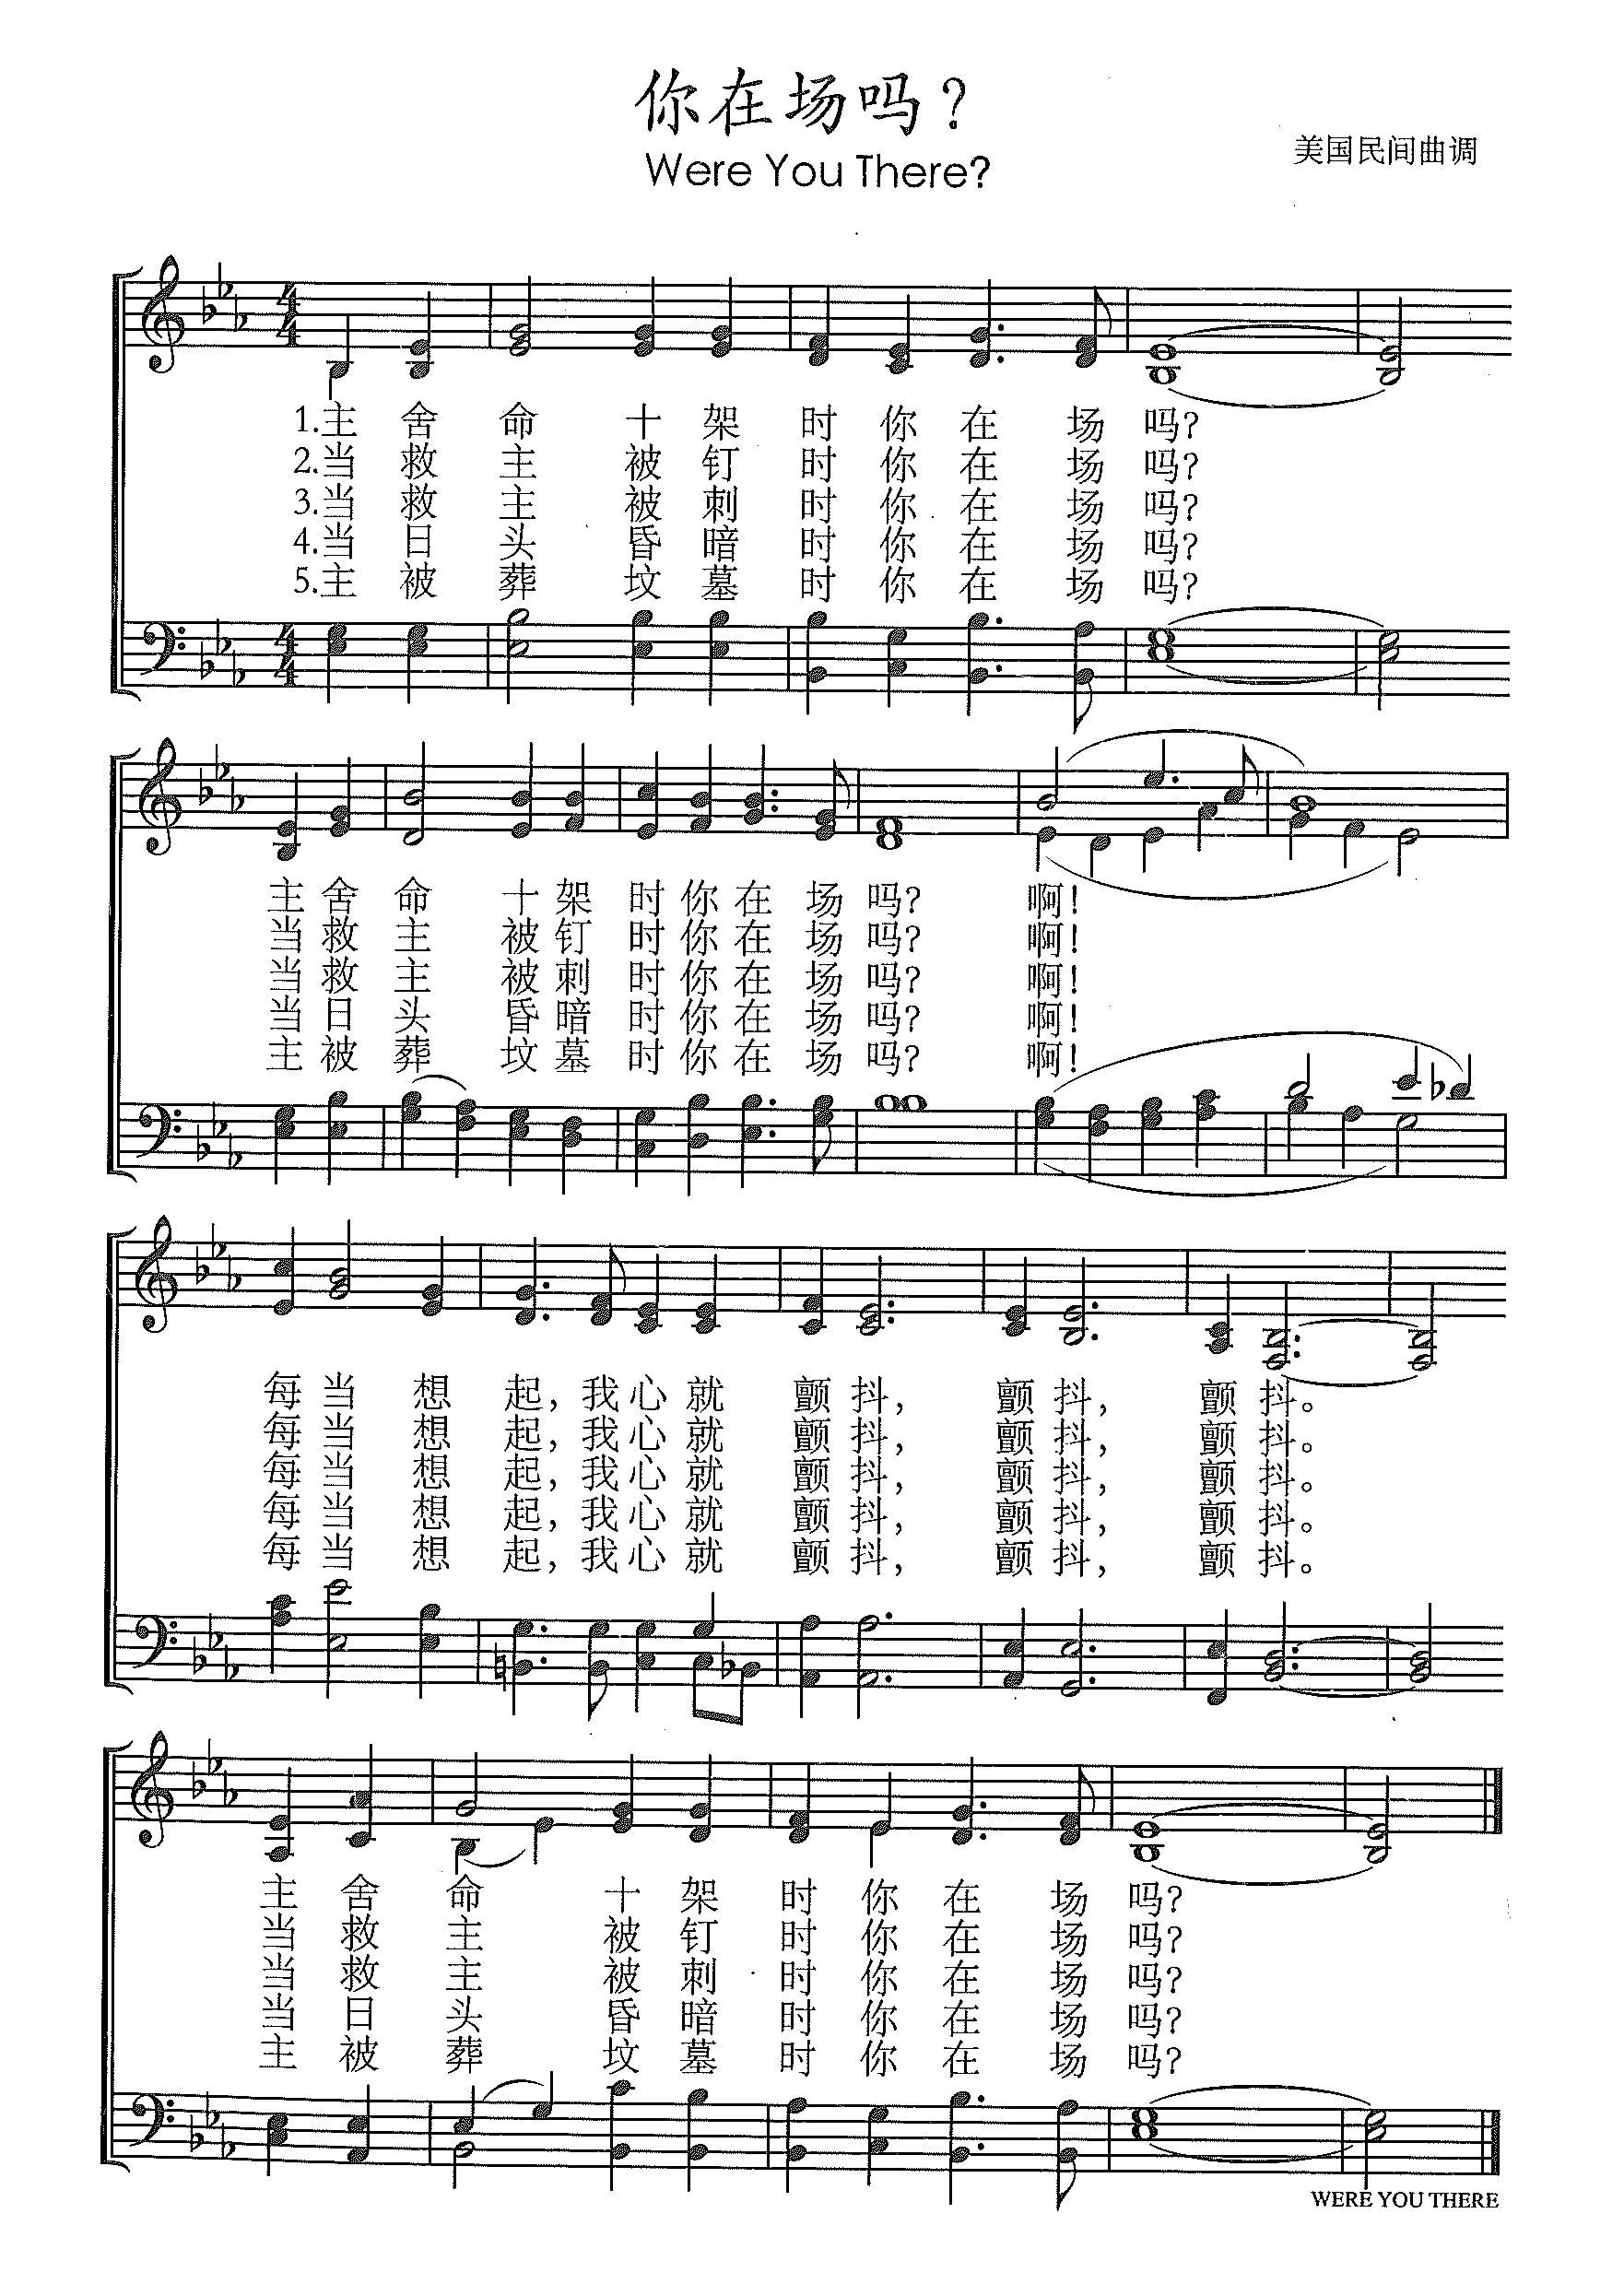 你在场吗？
Were You There?
美国民间曲调
1.主舍命十架时你在场吗？
2.当救主被钉时你在场吗？
3.当救主被刺时你在场吗？
4.当日头昏暗时你在场吗？
5.主被葬坟墓时你在场吗？
主舍命十架时你在场吗？啊！
当救主被钉时你在场吗？啊！
当救主被刺时你在场吗？啊！
当日头昏暗时你在场吗？啊！
主被葬坟墓时你在场吗？啊！
每当想起，我心就颤抖，颤抖，颤抖。
每当想起，我心就颤抖，颤抖，颤抖。
每当想起，我心就颤抖，颤抖，颤抖。
每当想起，我心就颤抖，颤抖，颤抖。
每当想起，我心就颤抖，颤抖，颤抖。
主舍命十架时你在场吗？
当救主被钉时你在场吗？
当救主被刺时你在场吗？
当日头昏暗时你在场吗？
主被葬坟墓时你在场吗？
WERE YOU THERE